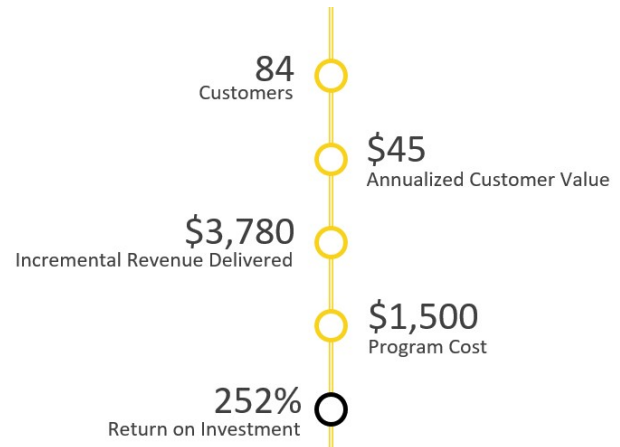 84
Customers
$45
Annualized Customer Value
$3,780
Incremental Revenue Delivered
$1,500
Program Cost
252%
Return on Investment